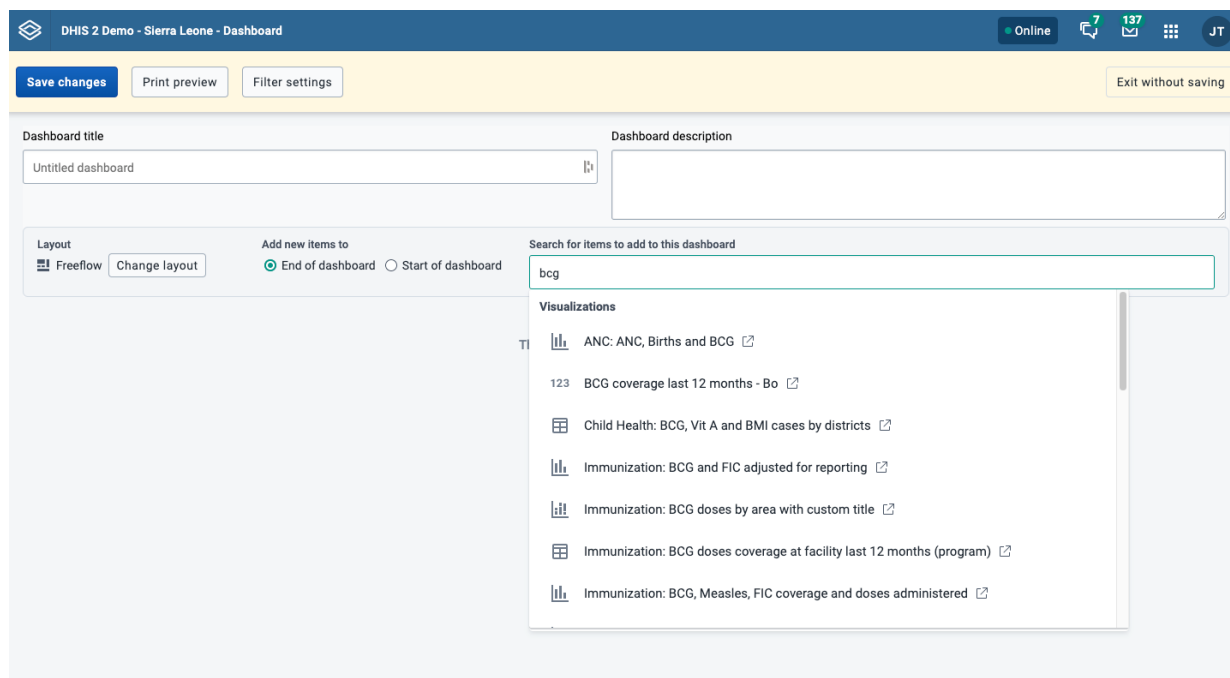 DHIS 2 Demo - Sierra Leone - Dashboard
Online
7
137
JT
Save changes
Print preview
Filter settings
Exit without saving
Dashboard title
Dashboard description
Untitled dashboard
Layout
Add new items to
Search for items to add to this dashboard
Freeflow
Change layout
End of dashboard
Start of dashboard
bcg
Visualizations
ANC: ANC, Births and BCG
123 BCG coverage last 12 months - Bo
Child Health: BCG, Vit A and BMI cases by districts
Immunization: BCG and FIC adjusted for reporting
Immunization: BCG doses by area with custom title
Immunization: BCG doses coverage at facility last 12 months (program)
Immunization: BCG, Measles, FIC coverage and doses administered